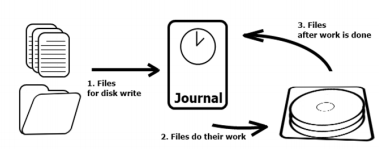 1. Files
for disk write
Journal
2. Files do their work
3. Files
after work is done